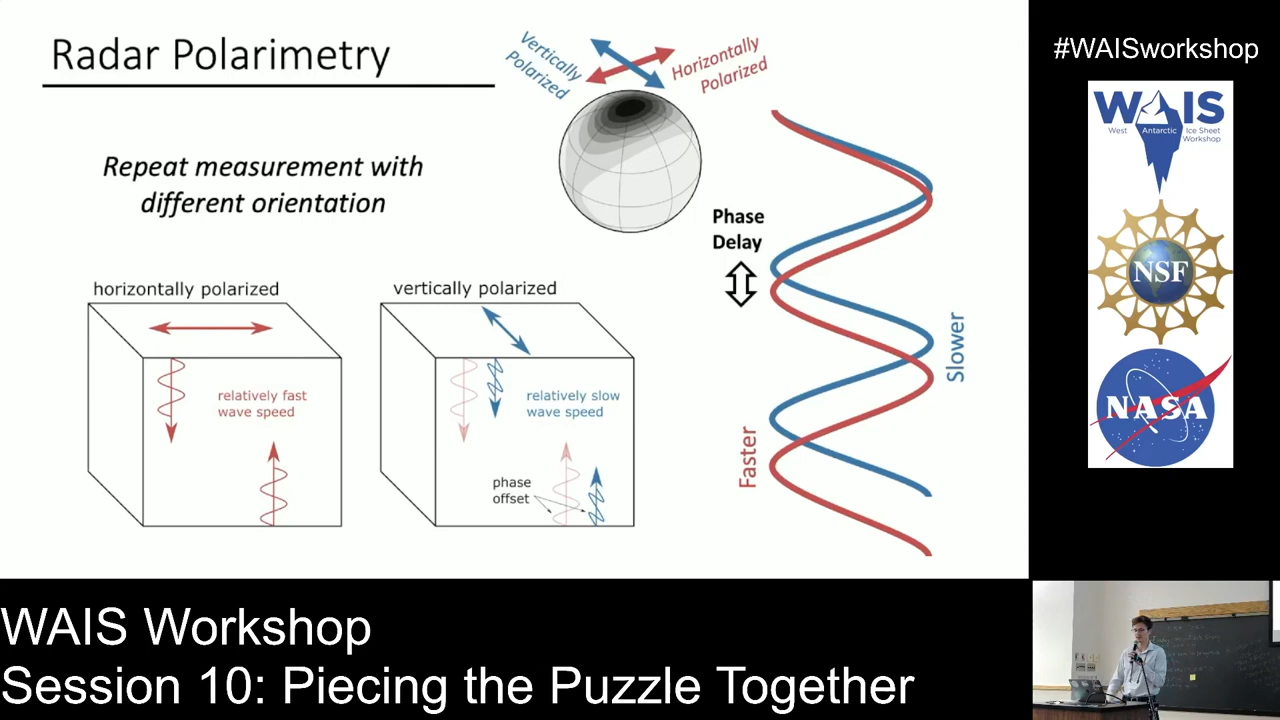 Radar Polarimetry
Vertically
Polarized
Horizontally
Polarized
Repeat measurement with
different orientation
Phase
Delay
horizontally polarized
vertically polarized
relatively fast
wave speed
relatively slow
wave speed
phase
offset
Slower
Faster
#WAISworkshop
WAIS
West Antarctic Ice Sheet
Workshop
NSF
NASA
WAIS Workshop
Session 10: Piecing the Puzzle Together